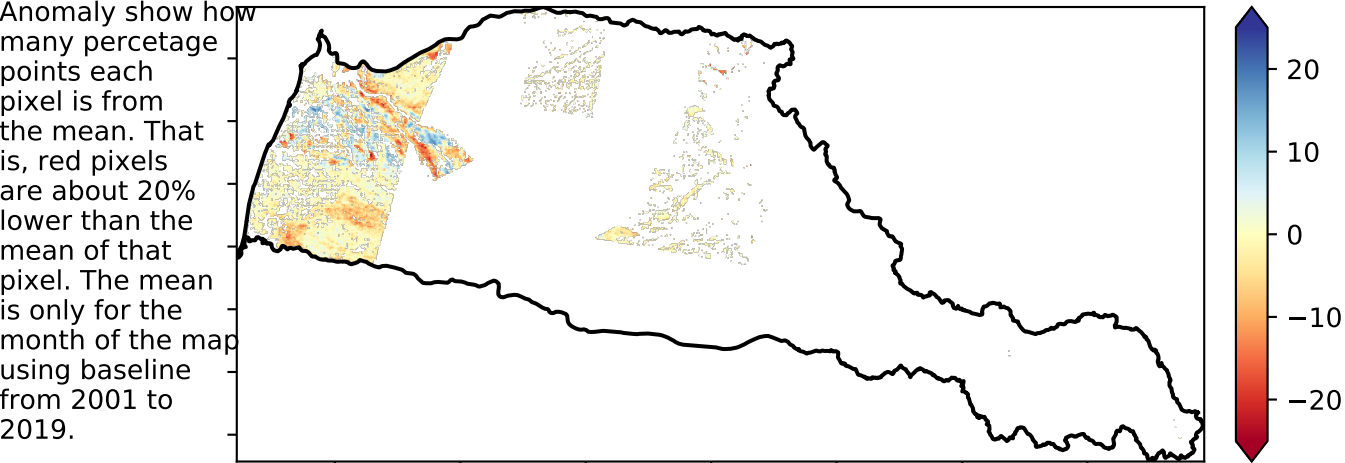 Anomaly show how
many percetage
points each
pixel is from
the mean. That
is, red pixels
are about 20%
lower than the
mean of that
pixel. The mean
is only for the
month of the map
using baseline
from 2001 to
2019.
20
10
0
−10
−20